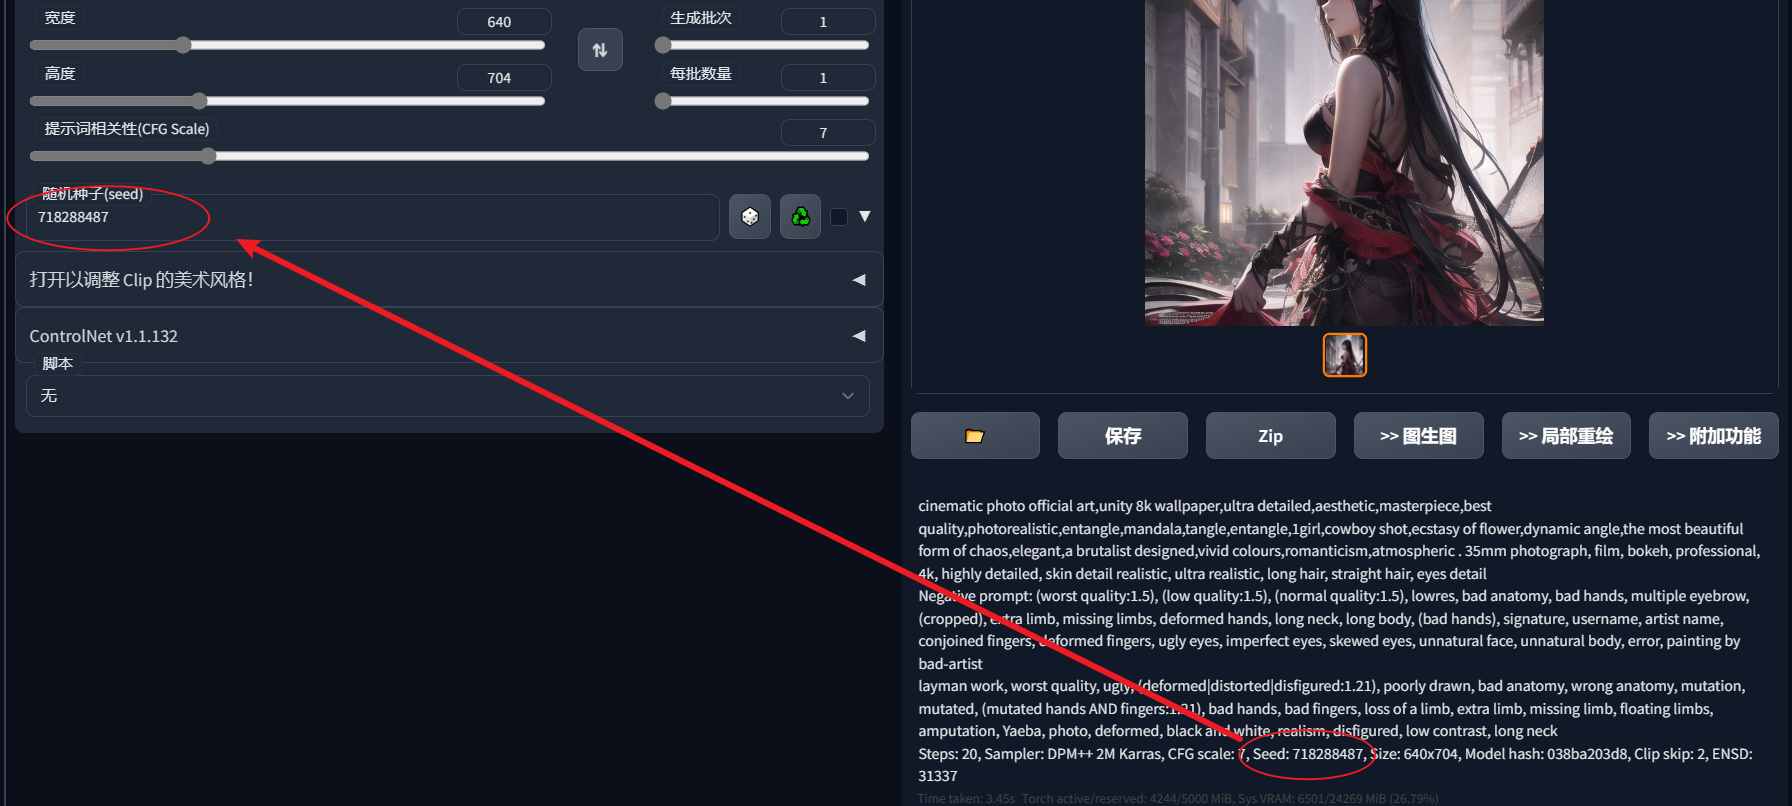 宽度
640
生成批次
1
高度
704
每批数量
1
提示词相关性(CFG Scale)
7
随机种子(seed)
718288487
打开以调整 Clip 的美术风格!
ControlNet v1.1.132
脚本
无
保存
Zip
>> 图生图
>> 局部重绘
>> 附加功能
cinematic photo official art,unity 8k wallpaper,ultra detailed,aesthetic,masterpiece,best
quality,photorealistic,entangle,mandala,tangle,entangle,1girl,cowboy shot,ecstasy of flower,dynamic angle,the most beautiful
form of chaos,elegant,a brutalist designed,vivid colours,romanticism,atmospheric . 35mm photograph, film, bokeh, professional,
4k, highly detailed, skin detail realistic, ultra realistic, long hair, straight hair, eyes detail
Negative prompt: (worst quality:1.5), (low quality:1.5), (normal quality:1.5), lowres, bad anatomy, bad hands, multiple eyebrow,
(cropped), extra limb, missing limbs, deformed hands, long neck, long body, (bad hands), signature, username, artist name,
conjoined fingers, deformed fingers, ugly eyes, imperfect eyes, skewed eyes, unnatural face, unnatural body, error, painting by
bad-artist
layman work, worst quality, ugly, (deformed|distorted|disfigured:1.21), poorly drawn, bad anatomy, wrong anatomy, mutation,
mutated, (mutated hands AND fingers:1.21), bad hands, bad fingers, loss of a limb, extra limb, missing limb, floating limbs,
amputation, Yaeba, photo, deformed, black and white, realism, disfigured, low contrast, long neck
Steps: 20, Sampler: DPM++ 2M Karras, CFG scale: 7, Seed: 718288487, Size: 640x704, Model hash: 038ba203d8, Clip skip: 2, ENSD:
31337
Time taken: 3.45s Torch active/reserved: 4244/5000 MiB, Sys VRAM: 6501/24269 MiB (26.79%)